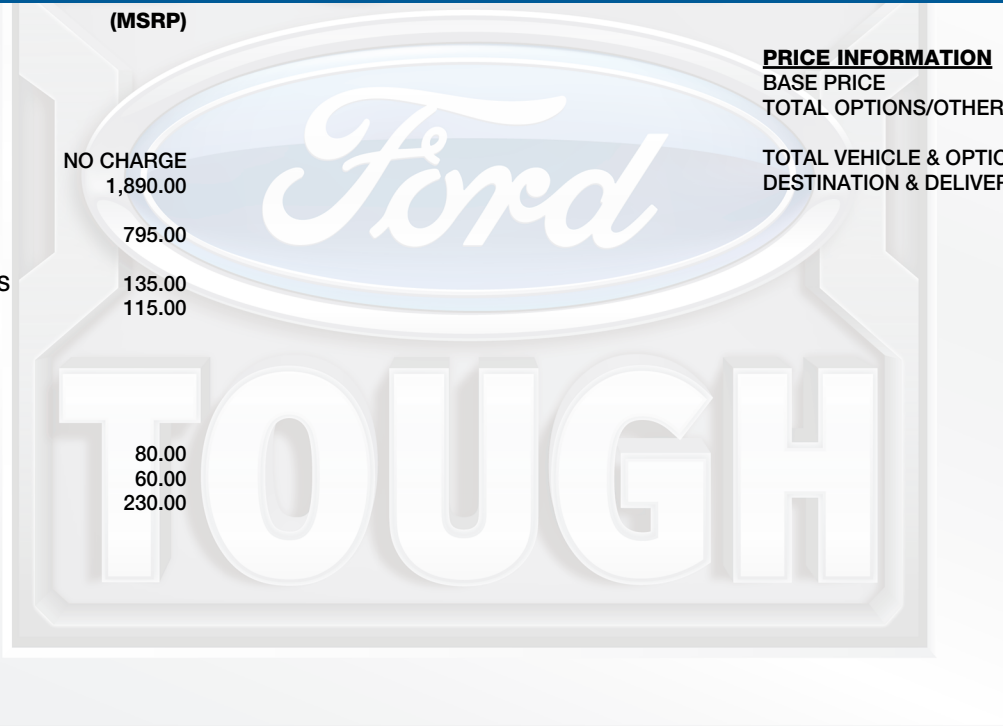 (MSRP)
NO CHARGE
1,890.00
795.00
S 135.00
115.00
80.00
60.00
230.00
PRICE INFORMATION
BASE PRICE
TOTAL OPTIONS/OTHER
TOTAL VEHICLE & OPTIO
DESTINATION & DELIVER
Ford
TOUGH